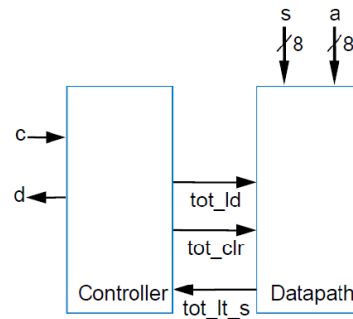 s a
8 8
c
d
tot_ld
tot_clr
tot_lt_s
Controller Datapath